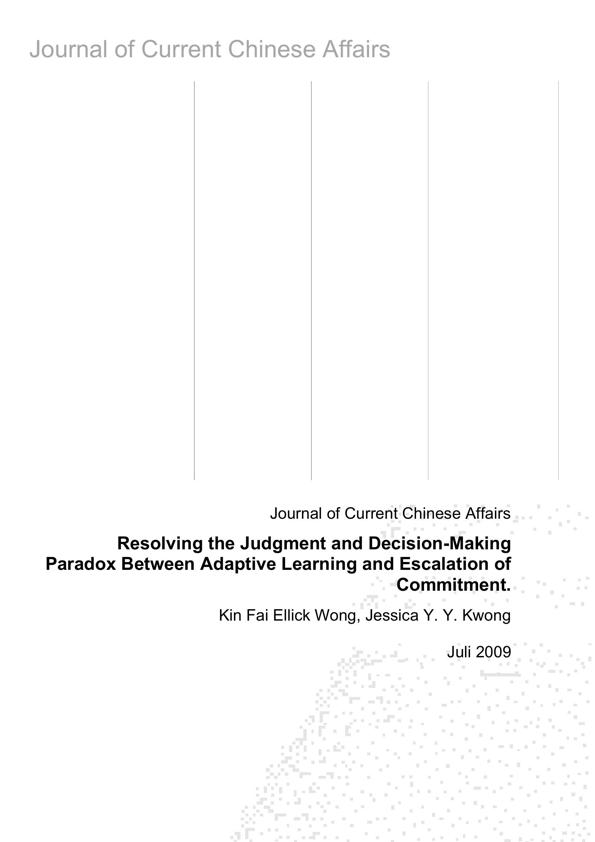 Journal of Current Chinese Affairs
Journal of Current Chinese Affairs
Resolving the Judgment and Decision-Making
Paradox Between Adaptive Learning and Escalation of
Commitment.
Kin Fai Ellick Wong, Jessica Y. Y. Kwong
Juli 2009